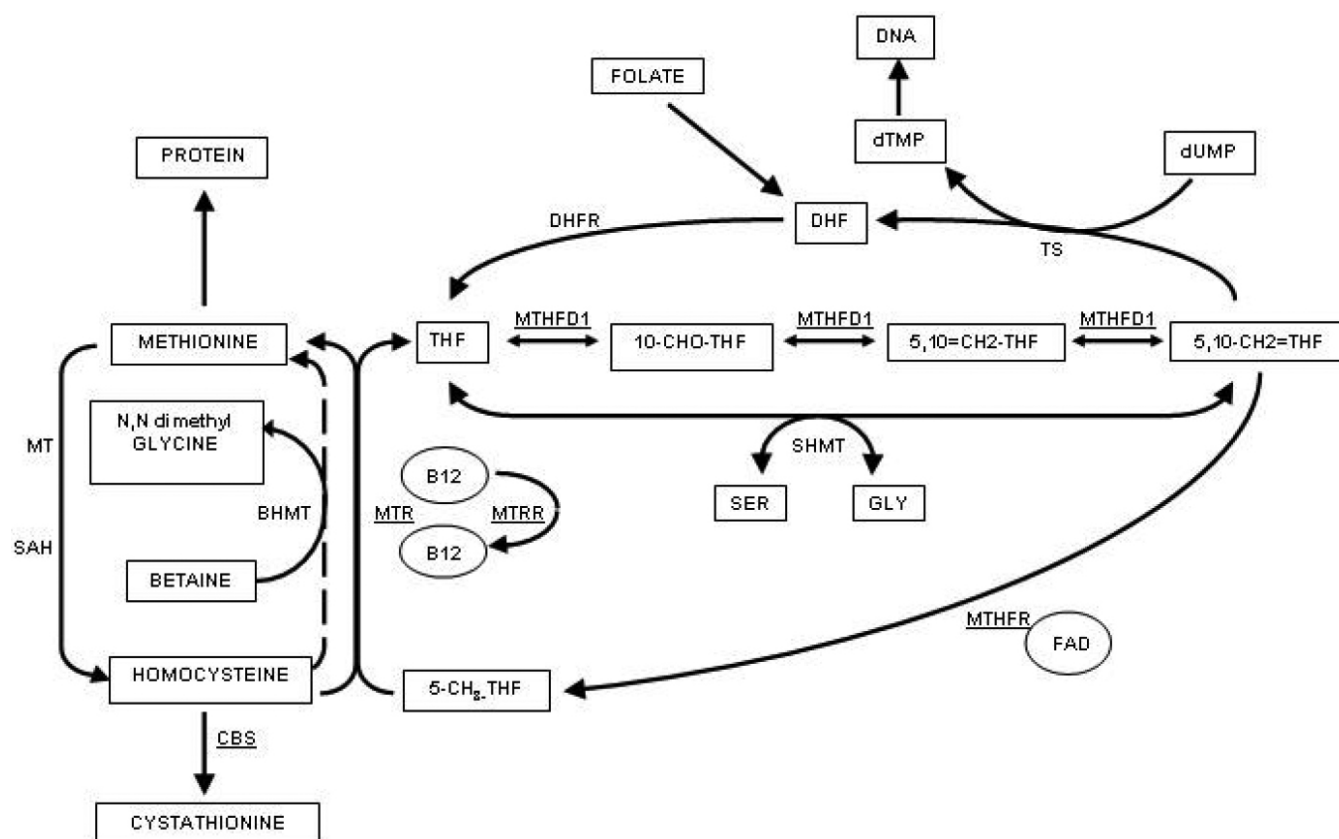 DNA
FOLATE
dTMP
dUMP
PROTEIN
DHF
DHFR
TS
METHIONINE
THF
MTHFD1
10-CHO-THF
MTHFD1
5,10=CH2-THF
MTHFD1
5,10-CH2=THF
N,N dimethyl
GLYCINE
MT
BHMT
SAH
BETAINE
MTR
B12
MTRR
B12
SHMT
SER
GLY
MTHFR
FAD
HOMOCYSTEINE
5-CH3-THF
CBS
CYSTATHIONINE